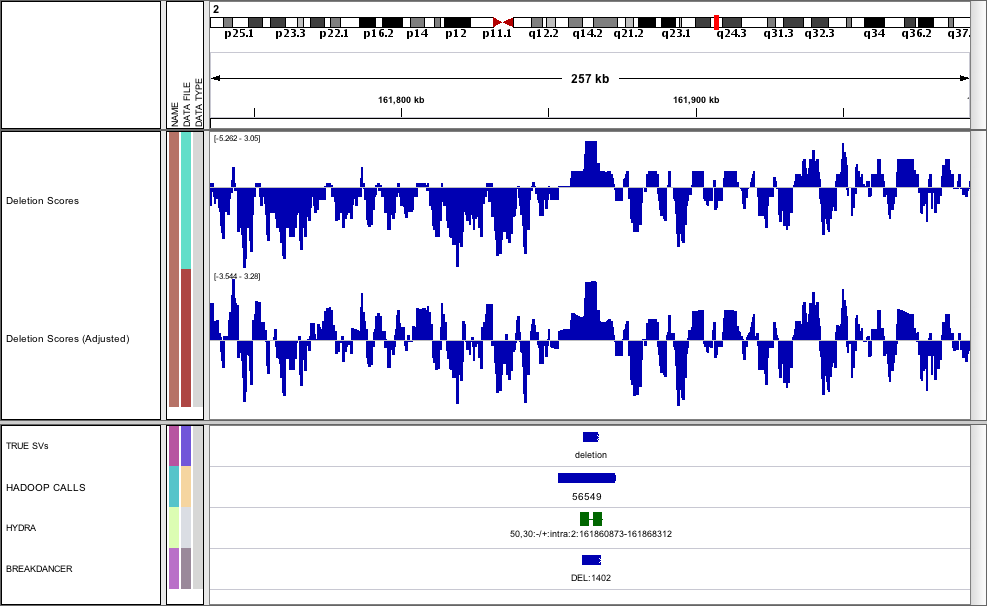 2
p25.1 p23.3 p22.1 p16.2 p14 p12 p11.1 q12.2 q14.2 q21.2 q23.1 q24.3 q31.3 q32.3 q34 q36.2 q37.
257 kb
161,800 kb 161,900 kb
NAME
DATA FILE
DATA TYPE
[-5.262 - 3.05]
Deletion Scores
[-3.544 - 3.28]
Deletion Scores (Adjusted)
TRUE SVs
deletion
HADOOP CALLS
56549
HYDRA
50,30:-/+:intra:2:161860873-161868312
BREAKDANCER
DEL:1402